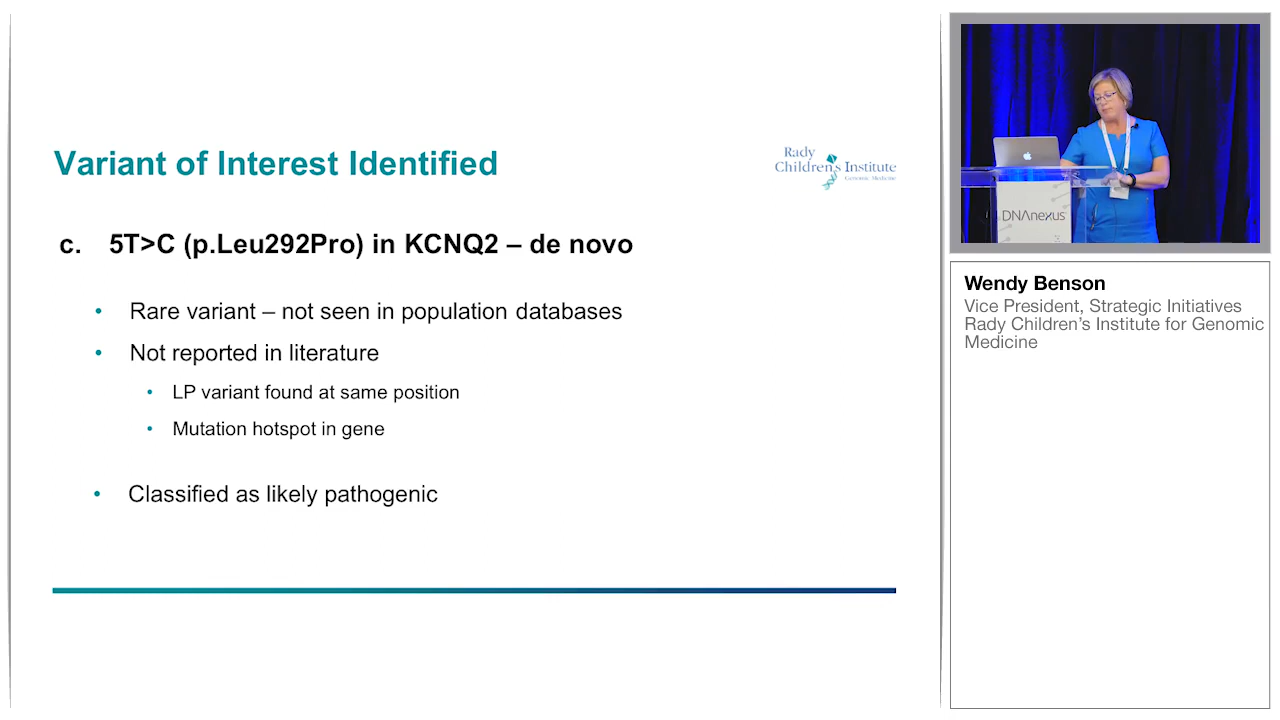 Variant of Interest Identified
Rady
Children's Institute
Genomic Medicine
c. 5T>C (p.Leu292Pro) in KCNQ2 – de novo
• Rare variant – not seen in population databases
• Not reported in literature
• LP variant found at same position
• Mutation hotspot in gene
• Classified as likely pathogenic
DNAnexus
Wendy Benson
Vice President, Strategic Initiatives
Rady Children's Institute for Genomic
Medicine